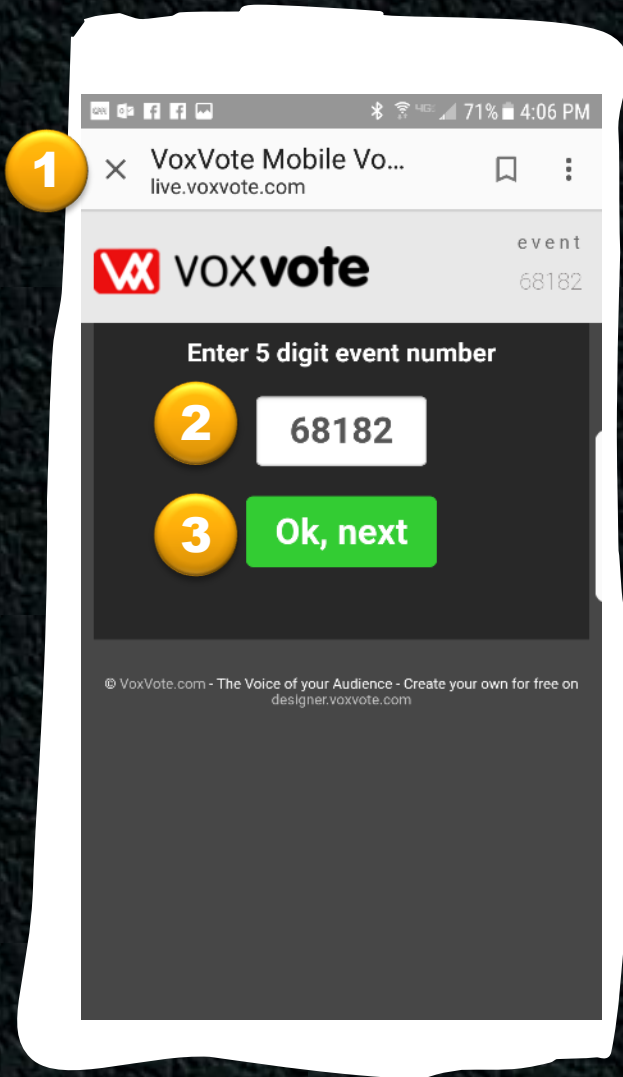 71% 4:06 PM
1
VoxVote Mobile Vo...
live.voxvote.com
voxvote
event
68182
Enter 5 digit event number
2
68182
3
Ok, next
© VoxVote.com - The Voice of your Audience - Create your own for free on
designer.voxvote.com